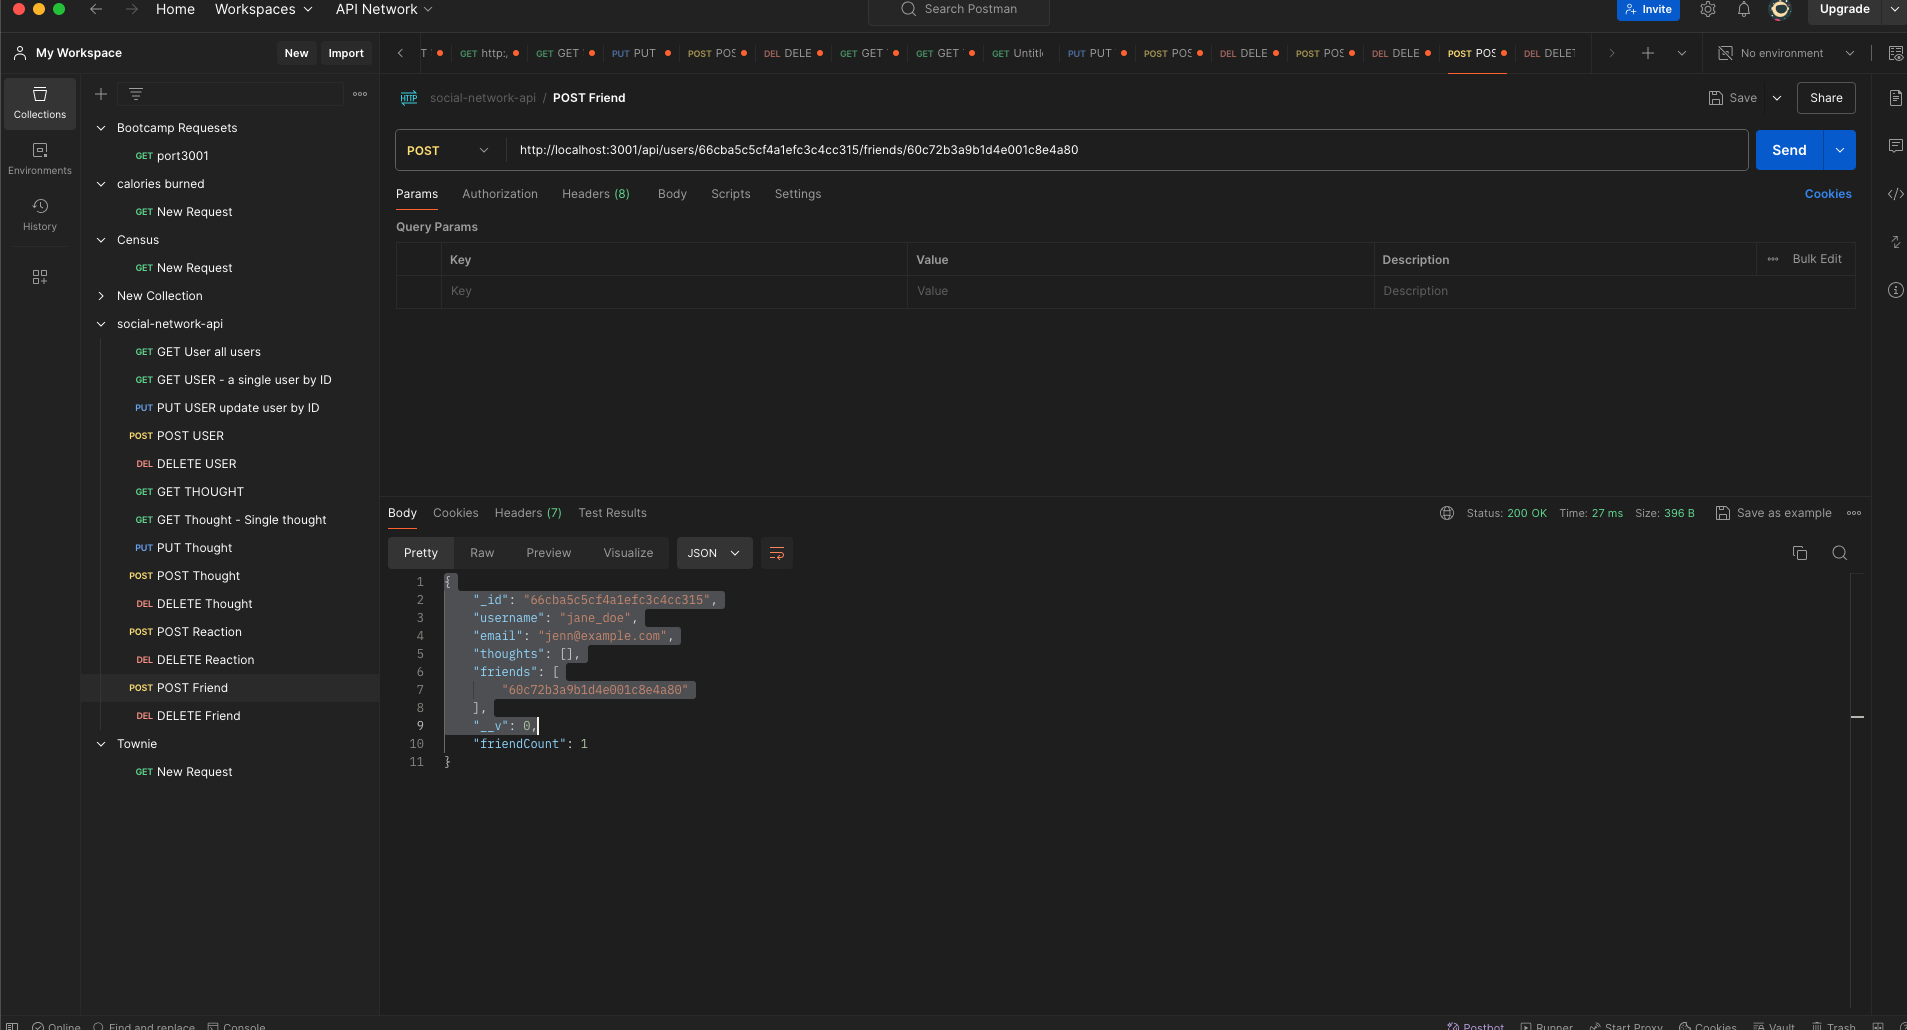 Home Workspaces API Network Search Postman Invite Upgrade
My Workspace New Import
GET http:, GET GET PUT PUT POST POS DEL DELE GET GET GET GET GET Untitl PUT PUT POST POS DEL DELE POST POS DEL DELE POST POS DEL DELET No environment
social-network-api / POST Friend Save Share
POST http://localhost:3001/api/users/66cba5c5cf4a1efc3c4cc315/friends/60c72b3a9b1d4e001c8e4a80 Send
Params Authorization Headers (8) Body Scripts Settings Cookies
Query Params
Key Value Description Bulk Edit
Key Value Description
Collections
Environments
History
Bootcamp Requesets
GET port3001
calories burned
GET New Request
Census
GET New Request
New Collection
social-network-api
GET GET User all users
GET GET USER - a single user by ID
PUT PUT USER update user by ID
POST POST USER
DEL DELETE USER
GET GET THOUGHT
GET GET Thought - Single thought
PUT PUT Thought
POST POST Thought
DEL DELETE Thought
POST POST Reaction
DEL DELETE Reaction
POST POST Friend
DEL DELETE Friend
Townie
GET New Request
Body Cookies Headers (7) Test Results Status: 200 OK Time: 27 ms Size: 396 B Save as example
Pretty Raw Preview Visualize JSON
1 {
2 "_id": "66cba5c5cf4a1efc3c4cc315",
3 "username": "jane_doe",
4 "email": "jenn@example.com",
5 "thoughts": [],
6 "friends": [
7 "60c72b3a9b1d4e001c8e4a80"
8 ],
9 "__v": 0,
10 "friendCount": 1
11 }
Online Find and replace Console Postbot Runner Start Proxy Cookies Vault Trash